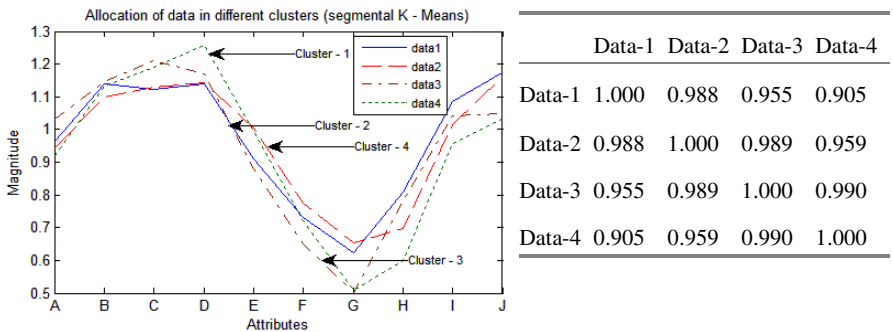 Allocation of data in different clusters (segmental K - Means)
1.3
1.2
1.1
1
0.9
0.8
0.7
0.6
0.5
Magnitude
A B C D E F G H I J
Attributes
data1
data2
data3
data4
Cluster - 1
Cluster - 2
Cluster - 4
Cluster - 3
Data-1 Data-2 Data-3 Data-4
Data-1 1.000 0.988 0.955 0.905
Data-2 0.988 1.000 0.989 0.959
Data-3 0.955 0.989 1.000 0.990
Data-4 0.905 0.959 0.990 1.000